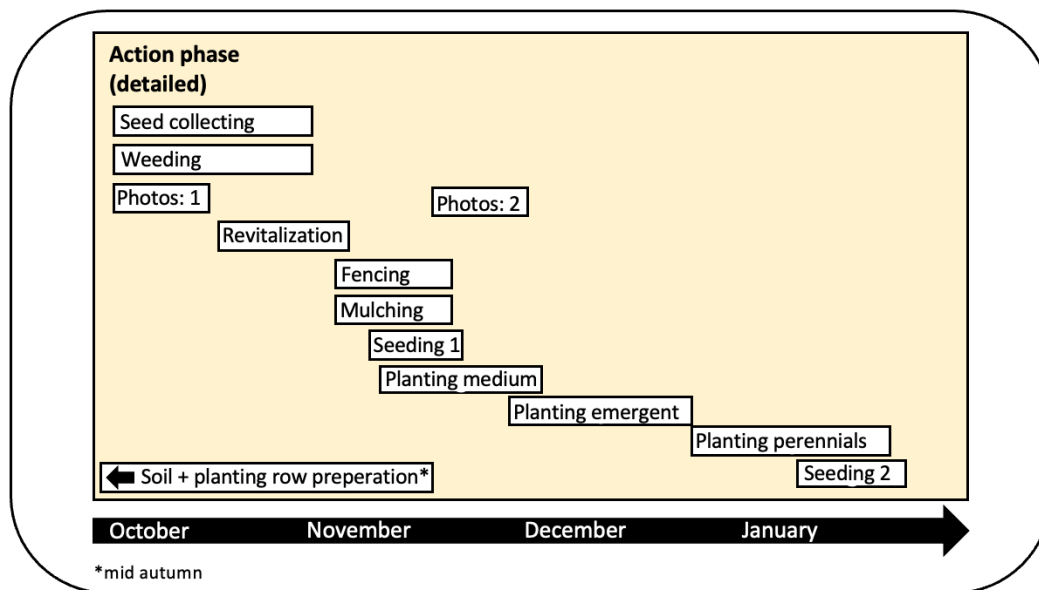 Action phase
(detailed)
Seed collecting
Weeding
Photos: 1
Photos: 2
Revitalization
Fencing
Mulching
Seeding 1
Planting medium
Planting emergent
Planting perennials
Soil + planting row preperation*
Seeding 2
October November December January
*mid autumn